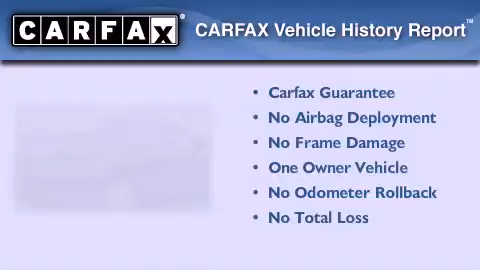 CARFAX® CARFAX Vehicle History Report™
• Carfax Guarantee
• No Airbag Deployment
• No Frame Damage
• One Owner Vehicle
• No Odometer Rollback
• No Total Loss